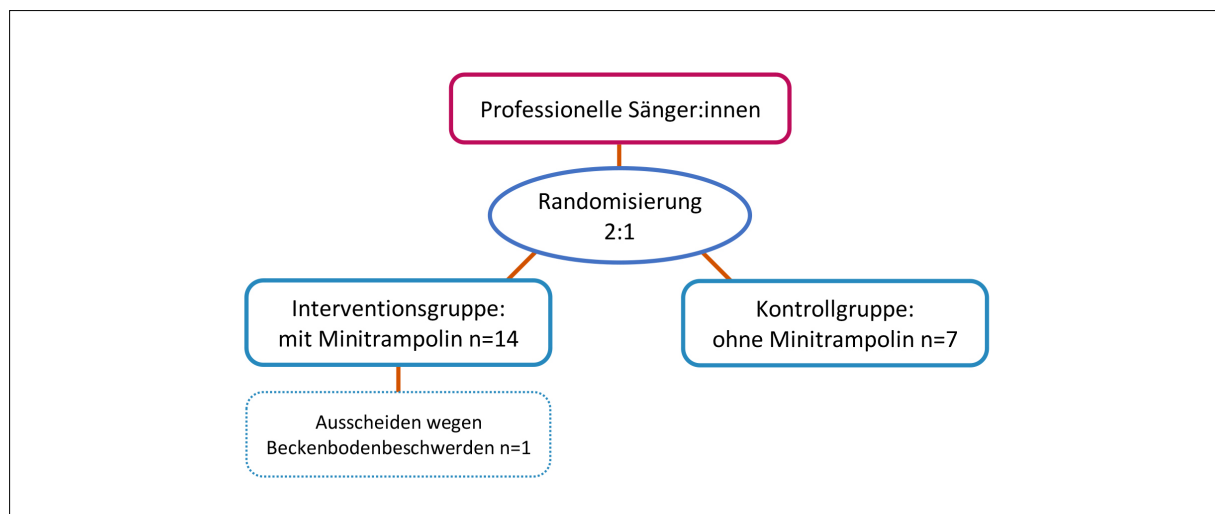 Professionelle Sänger:innen
Randomisierung
2:1
Interventionsgruppe:
mit Minitrampolin n=14
Kontrollgruppe:
ohne Minitrampolin n=7
Ausscheiden wegen
Beckenbodenbeschwerden n=1